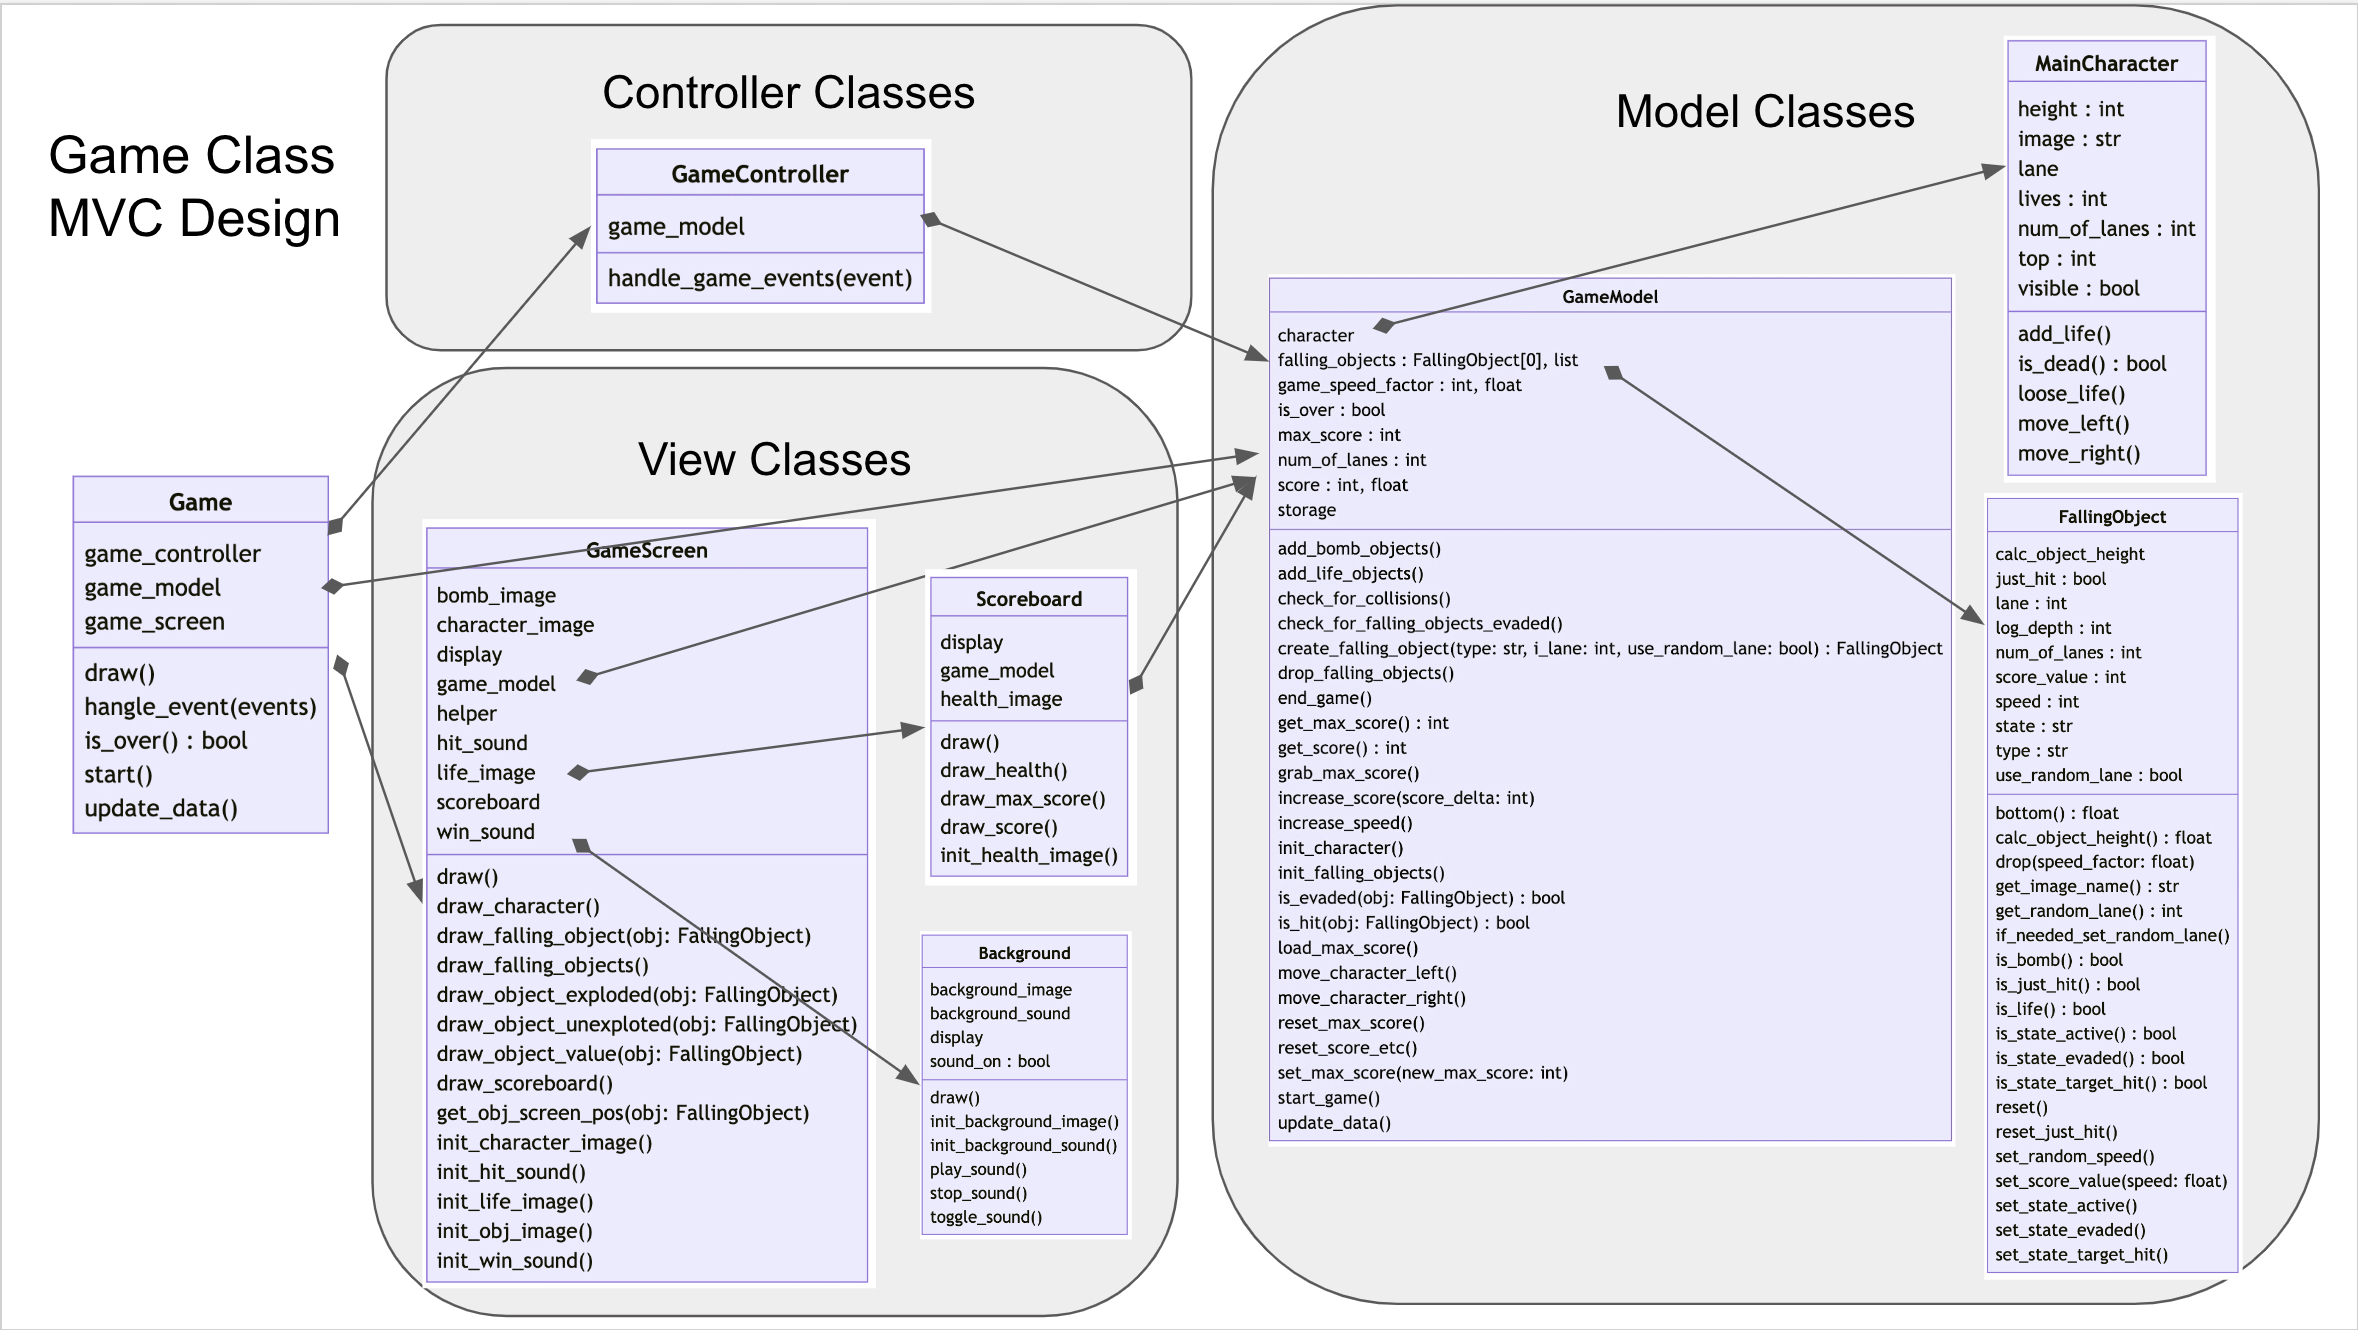 Game Class
MVC Design
Controller Classes
GameController
game_model
handle_game_events(event)
Game
game_controller
game_model
game_screen
draw()
hangle_event(events)
is_over() : bool
start()
update_data()
View Classes
GameScreen
bomb_image
character_image
display
game_model
helper
hit_sound
life_image
scoreboard
win_sound
draw()
draw_character()
draw_falling_object(obj: FallingObject)
draw_falling_objects()
draw_object_exploded(obj: FallingObject)
draw_object_unexploted(obj: FallingObject)
draw_object_value(obj: FallingObject)
draw_scoreboard()
get_obj_screen_pos(obj: FallingObject)
init_character_image()
init_hit_sound()
init_life_image()
init_obj_image()
init_win_sound()
Scoreboard
display
game_model
health_image
draw()
draw_health()
draw_max_score()
draw_score()
init_health_image()
Background
background_image
background_sound
display
sound_on : bool
draw()
init_background_image()
init_background_sound()
play_sound()
stop_sound()
toggle_sound()
Model Classes
GameModel
character
falling_objects : FallingObject[0], list
game_speed_factor : int, float
is_over : bool
max_score : int
num_of_lanes : int
score : int, float
storage
add_bomb_objects()
add_life_objects()
check_for_collisions()
check_for_falling_objects_evaded()
create_falling_object(type: str, i_lane: int, use_random_lane: bool) : FallingObject
drop_falling_objects()
end_game()
get_max_score() : int
get_score() : int
grab_max_score()
increase_score(score_delta: int)
increase_speed()
init_character()
init_falling_objects()
is_evaded(obj: FallingObject) : bool
is_hit(obj: FallingObject) : bool
load_max_score()
move_character_left()
move_character_right()
reset_max_score()
reset_score_etc()
set_max_score(new_max_score: int)
start_game()
update_data()
MainCharacter
height : int
image : str
lane
lives : int
num_of_lanes : int
top : int
visible : bool
add_life()
is_dead() : bool
loose_life()
move_left()
move_right()
FallingObject
calc_object_height
just_hit : bool
lane : int
log_depth : int
num_of_lanes : int
score_value : int
speed : int
state : str
type : str
use_random_lane : bool
bottom() : float
calc_object_height() : float
drop(speed_factor: float)
get_image_name() : str
get_random_lane() : int
if_needed_set_random_lane()
is_bomb() : bool
is_just_hit() : bool
is_life() : bool
is_state_active() : bool
is_state_evaded() : bool
is_state_target_hit() : bool
reset()
reset_just_hit()
set_random_speed()
set_score_value(speed: float)
set_state_active()
set_state_evaded()
set_state_target_hit()